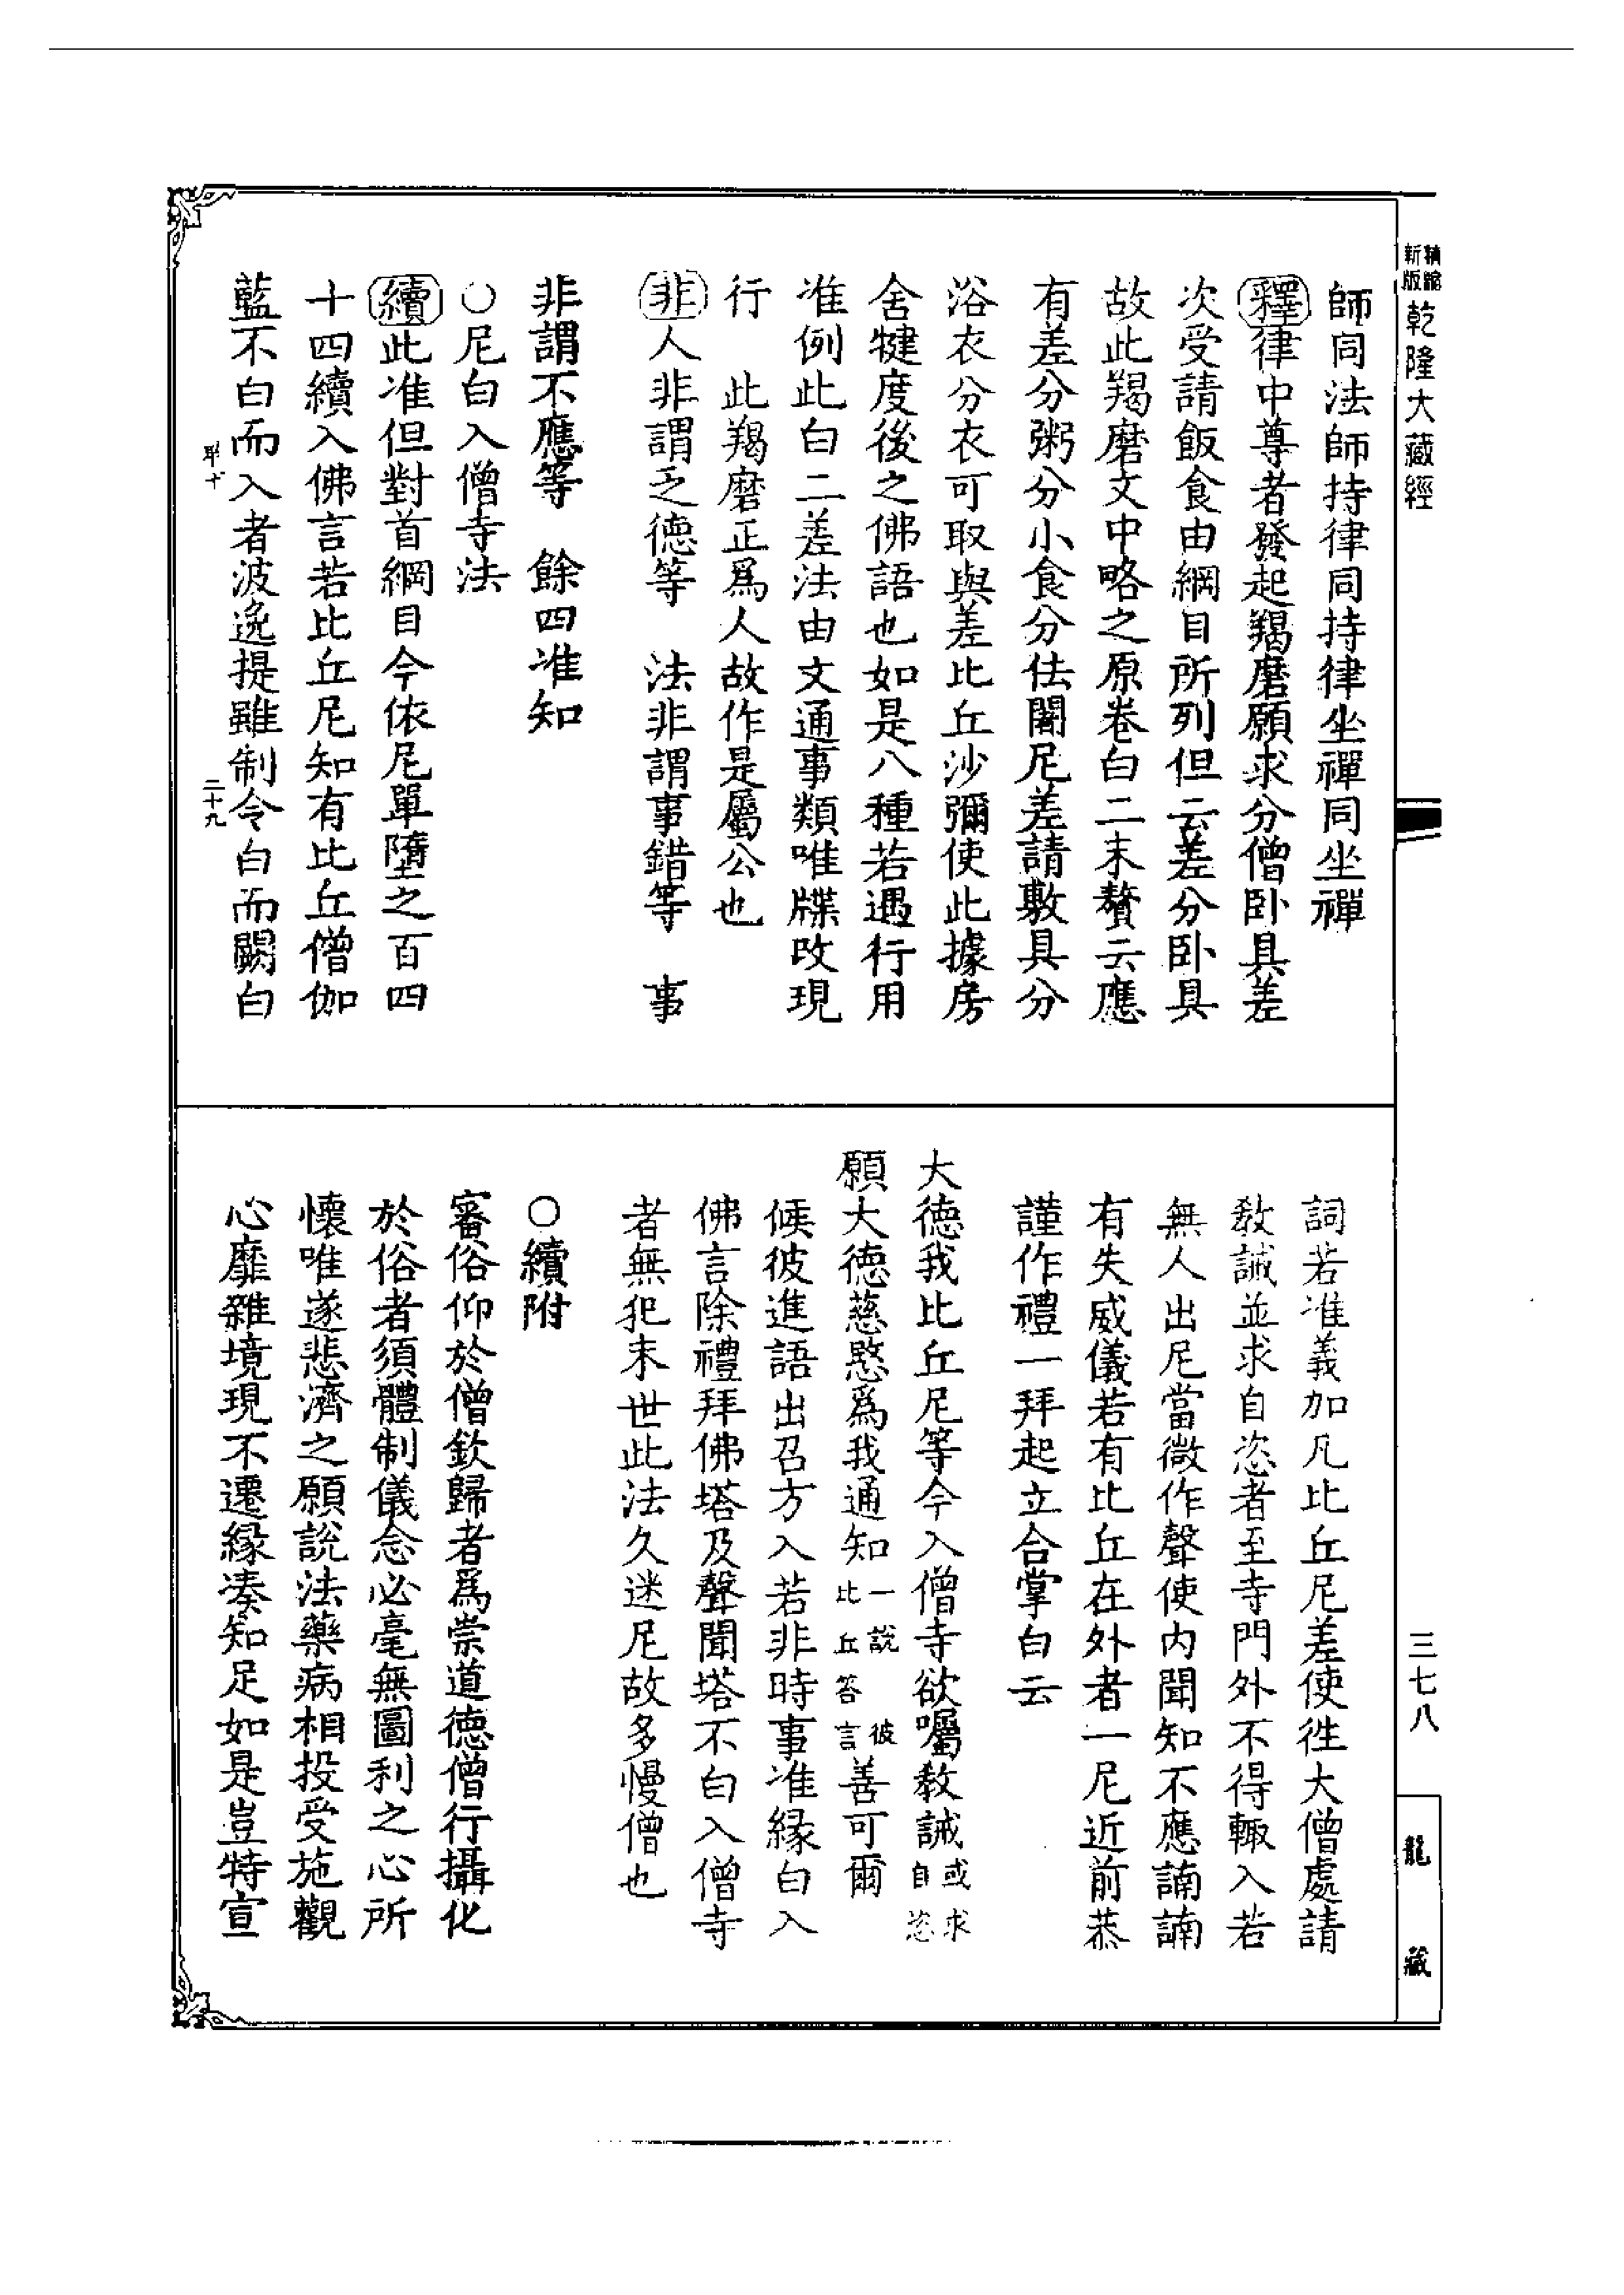 精縮新版乾隆大藏經
師同法師持律同持律坐禪同坐禪
釋律中尊者發起羯磨願求分僧卧具差
次受請飯食由綱目所列但云差分卧具
故此羯磨文中略之原卷白二末贅云應
有差分粥分小食分佉闍尼差請敷具分
浴衣分衣可取與差比丘沙彌使此據房
舍犍度後之佛語也如是八種若遇行用
准例此白二差法由文通事類唯牒改現
行　此羯磨正爲人故作是屬公也
非人非謂乏德等　法非謂事錯等　事
非謂不應等　餘四准知
○尼白入僧寺法
續此准但對首綱目今依尼單墮之百四
十四續入佛言若比丘尼知有比丘僧伽
藍不白而入者波逸提雖制令白而闕白
二十九
詞若准義加凡比丘尼差使徃大僧處請
敎誡並求自恣者至寺門外不得輙入若
無人出尼當微作聲使內聞知不應諵諵
有失威儀若有比丘在外者一尼近前恭
謹作禮一拜起立合掌白云
大德我比丘尼等今入僧寺欲囑敎誡或求自恣
願大德慈愍爲我通知一說　彼比丘答言善可爾
候彼進語出召方入若非時事准緣白入
佛言除禮拜佛塔及聲聞塔不白入僧寺
者無犯末世此法久迷尼故多慢僧也
○續附
審俗仰於僧欽歸者爲崇道德僧行攝化
於俗者須體制儀念必毫無圖利之心所
懷唯遂悲濟之願說法藥病相投受施觀
心靡雜境現不遷緣凑知足如是豈特宣
三七八
龍藏